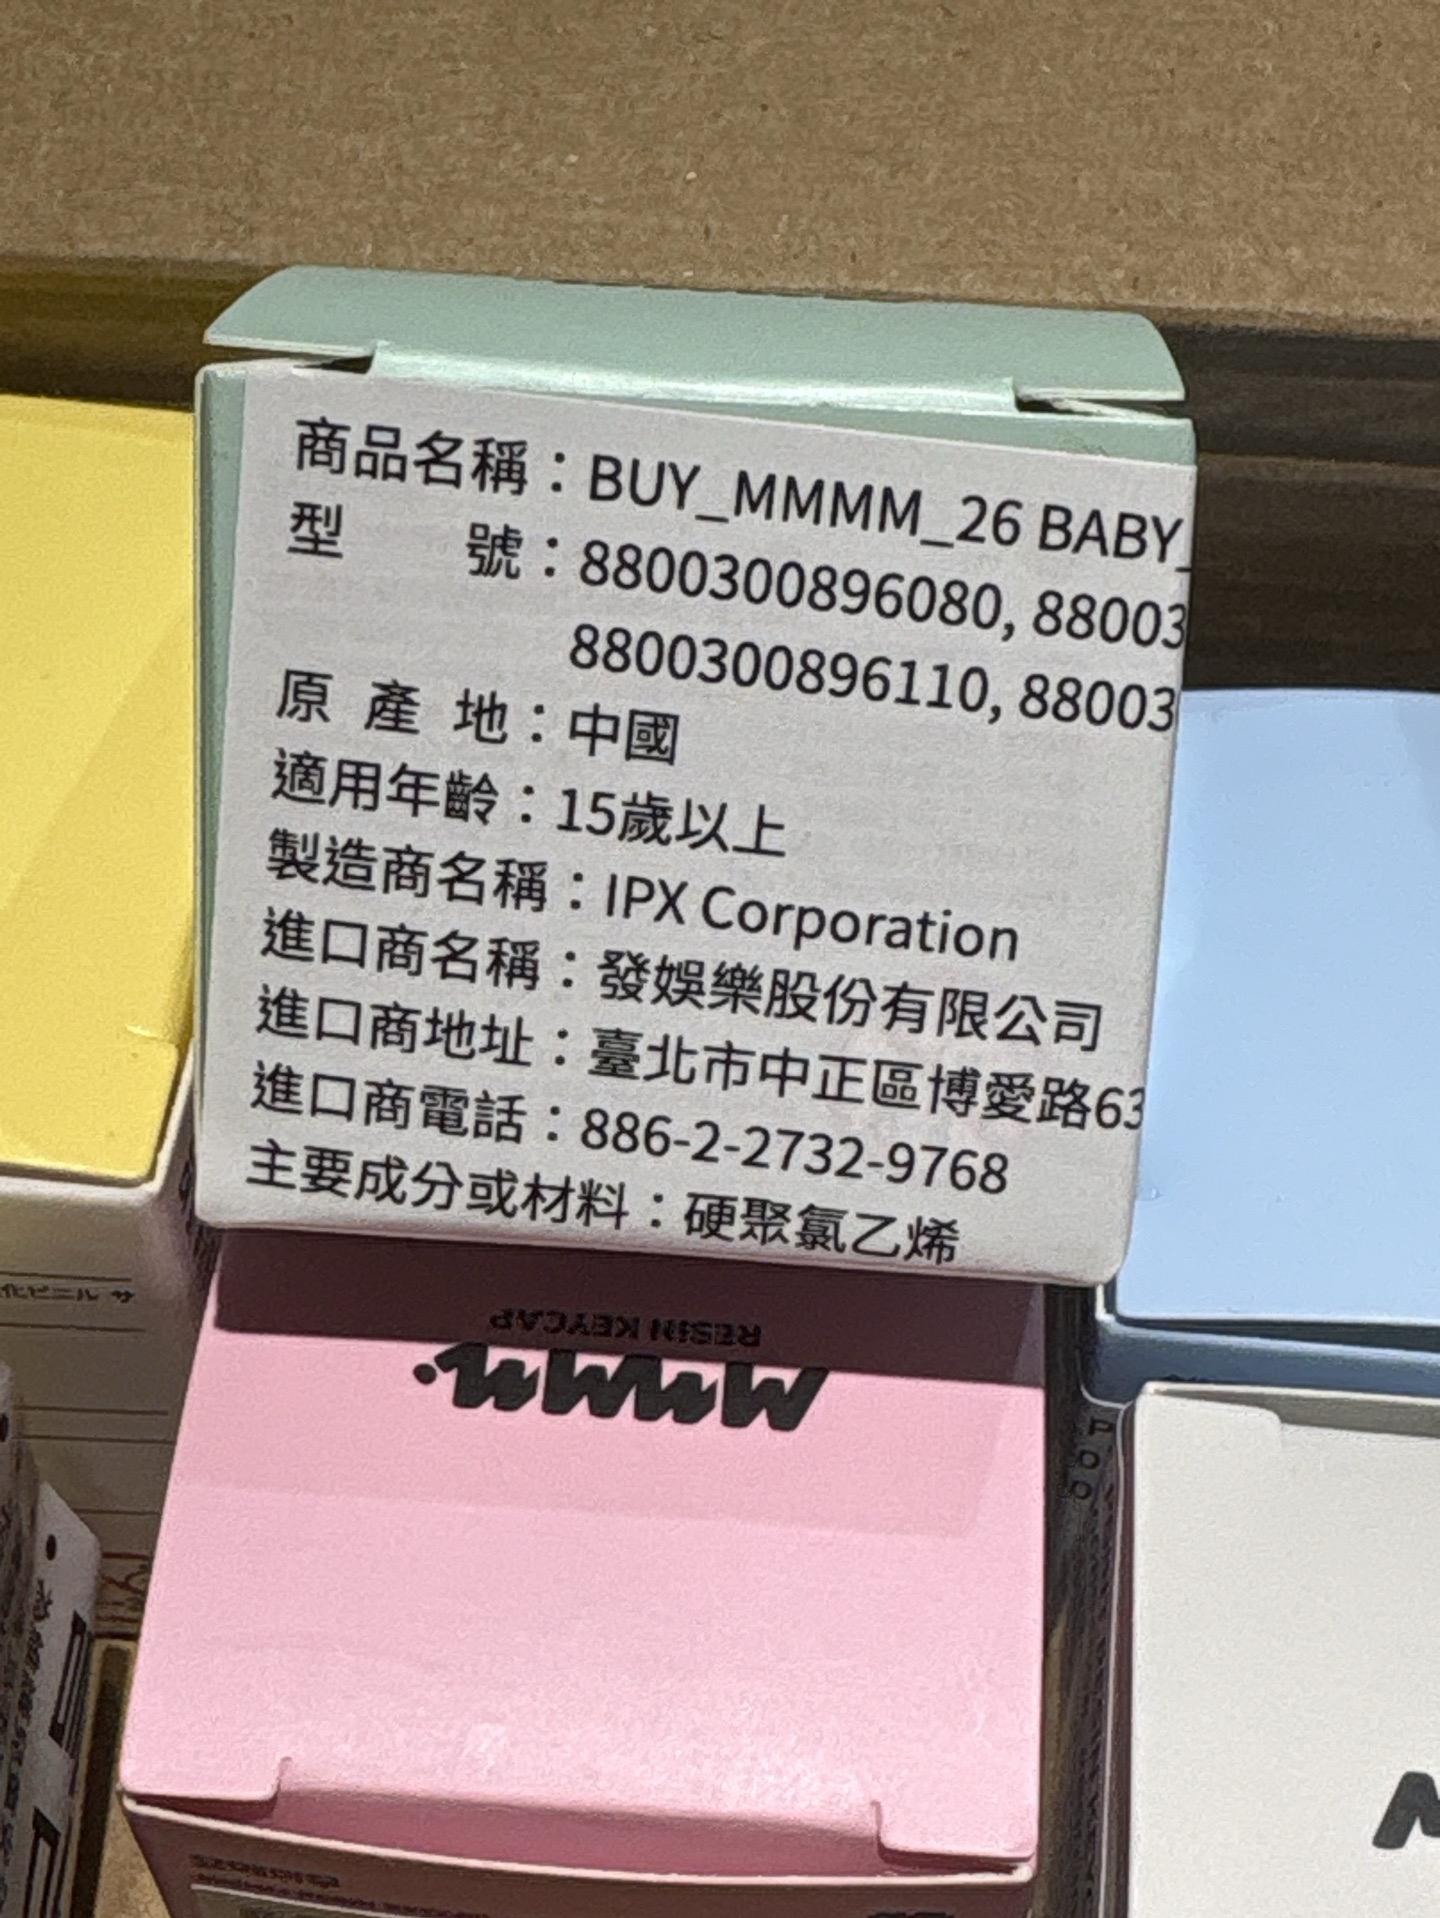 商品名稱：BUY_MMMM_26 BABY_
型 號：8800300896080, 88003
8800300896110, 88003
原 產 地：中國
適用年齡：15歲以上
製造商名稱：IPX Corporation
進口商名稱：發娛樂股份有限公司
進口商地址：臺北市中正區博愛路63
進口商電話：886-2-2732-9768
主要成分或材料：硬聚氯乙烯
RESIN KEYCAP
MMMM.